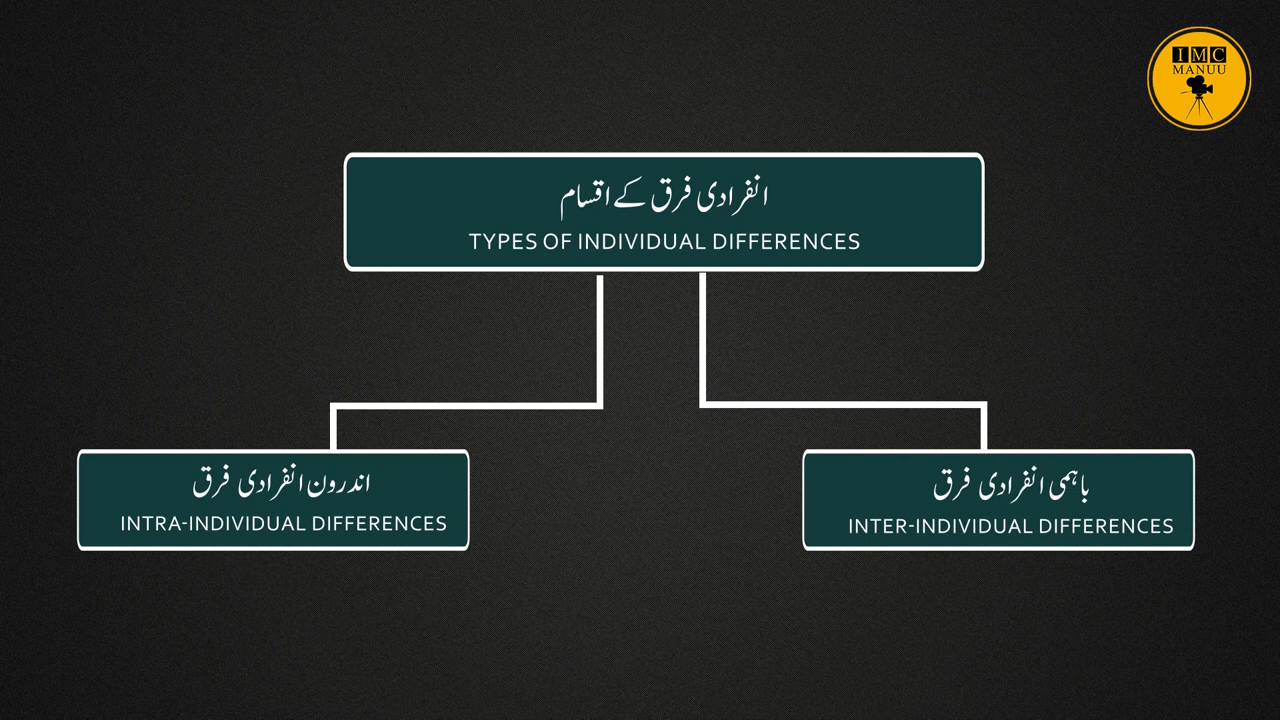 IMC
MANUU
انفرادی فرق کے اقسام
TYPES OF INDIVIDUAL DIFFERENCES
اندرون انفرادی فرق
INTRA-INDIVIDUAL DIFFERENCES
باہمی انفرادی فرق
INTER-INDIVIDUAL DIFFERENCES